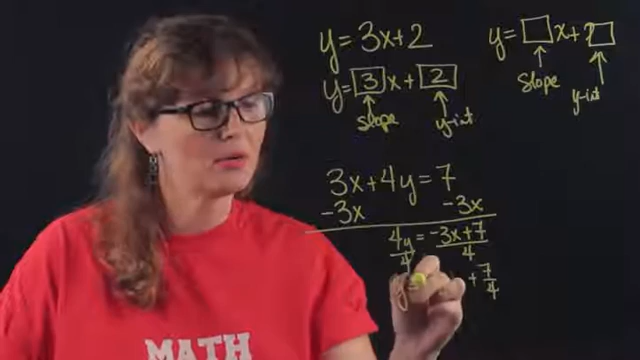 y = 3x + 2
y = 3 x + 2
slope y-int
y = x +
slope
y-int
3x + 4y = 7
-3x -3x
4y = -3x + 7
4 4
y = + 7/4
MATH